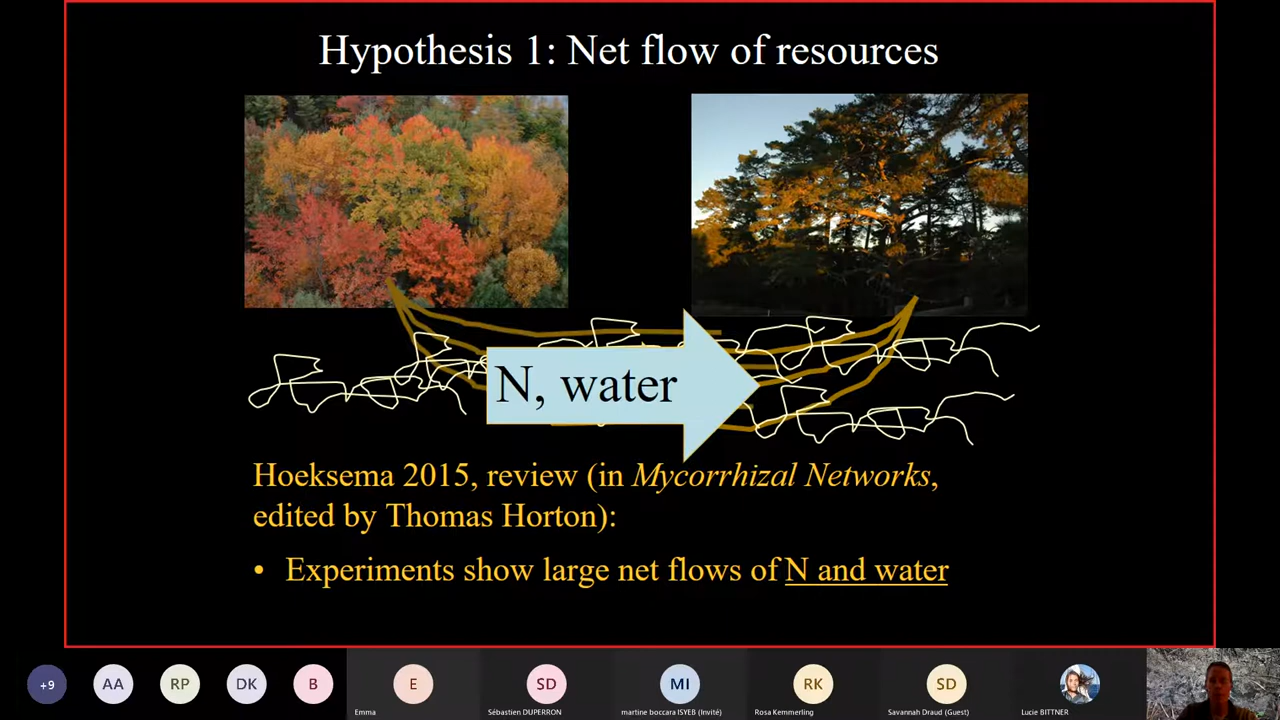 Hypothesis 1: Net flow of resources
N, water
Hoeksema 2015, review (in Mycorrhizal Networks,
edited by Thomas Horton):
• Experiments show large net flows of N and water
+9
AA
RP
DK
B
E
SD
MI
RK
SD
Emma
Sébastien DUPERRON
martine boccara ISYEB (Invité)
Rosa Kemmerling
Savannah Draud (Guest)
Lucie BITTNER